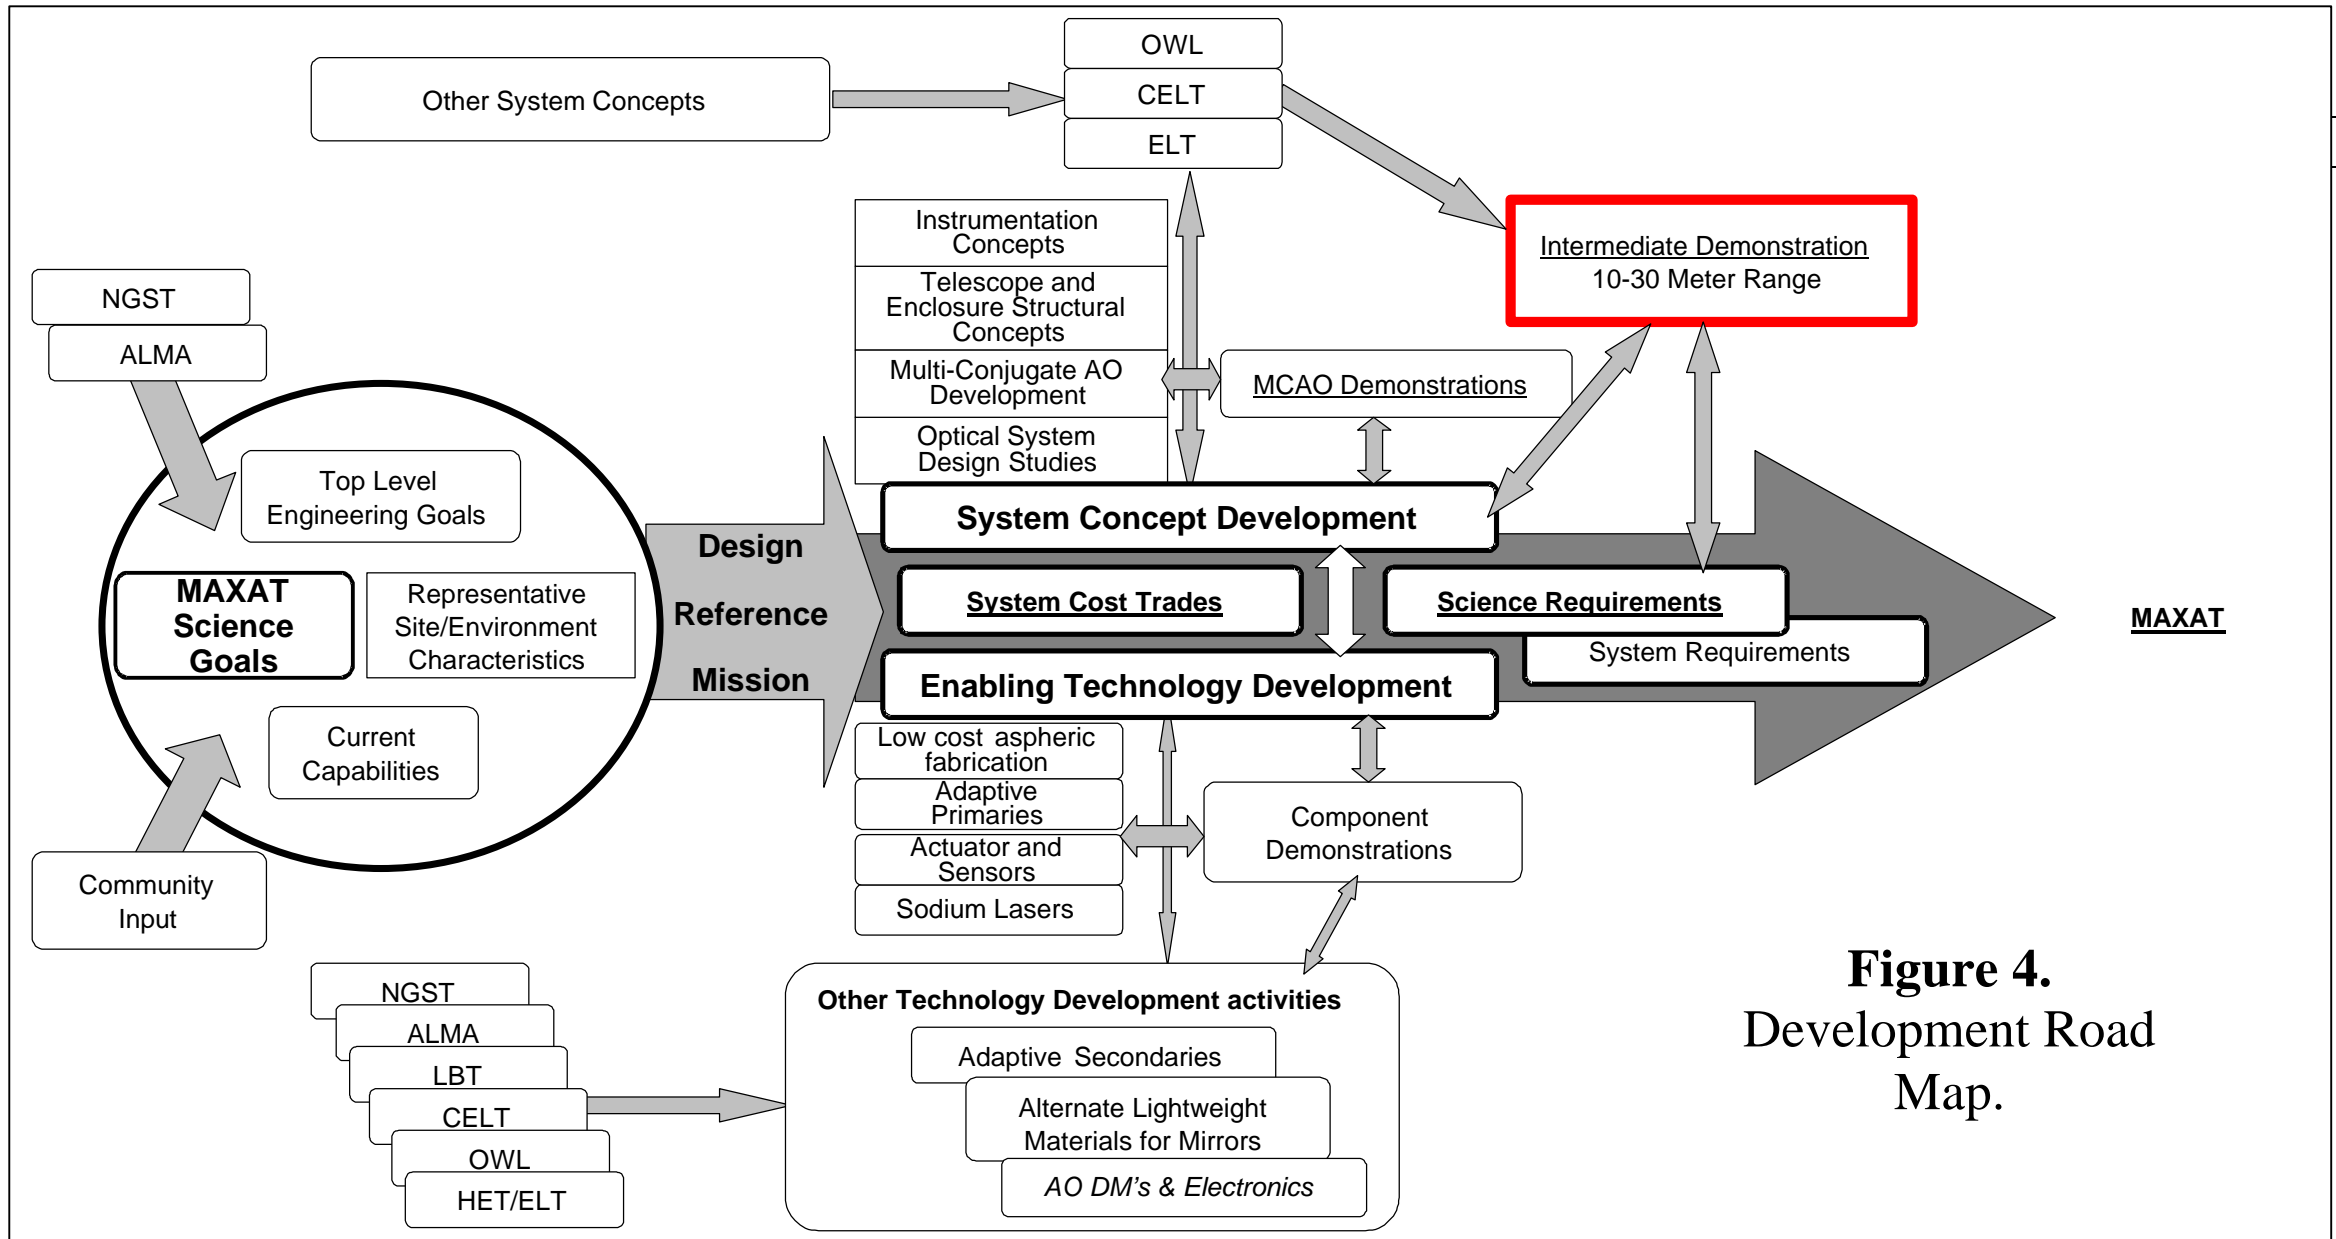 OWL
Other System Concepts
CELT
ELT
Instrumentation
Concepts
Telescope and
Enclosure Structural
Concepts
Multi-Conjugate AO
Development
Optical System
Design Studies
MCAO Demonstrations
Intermediate Demonstration
10-30 Meter Range
NGST
ALMA
Top Level
Engineering Goals
MAXAT
Science
Goals
Representative
Site/Environment
Characteristics
Current
Capabilities
Community
Input
Design
Reference
Mission
System Concept Development
System Cost Trades
Science Requirements
System Requirements
Enabling Technology Development
MAXAT
Low cost aspheric
fabrication
Adaptive
Primaries
Actuator and
Sensors
Sodium Lasers
Component
Demonstrations
NGST
ALMA
LBT
CELT
OWL
HET/ELT
Other Technology Development activities
Adaptive Secondaries
Alternate Lightweight
Materials for Mirrors
AO DM's & Electronics
Figure 4.
Development Road
Map.